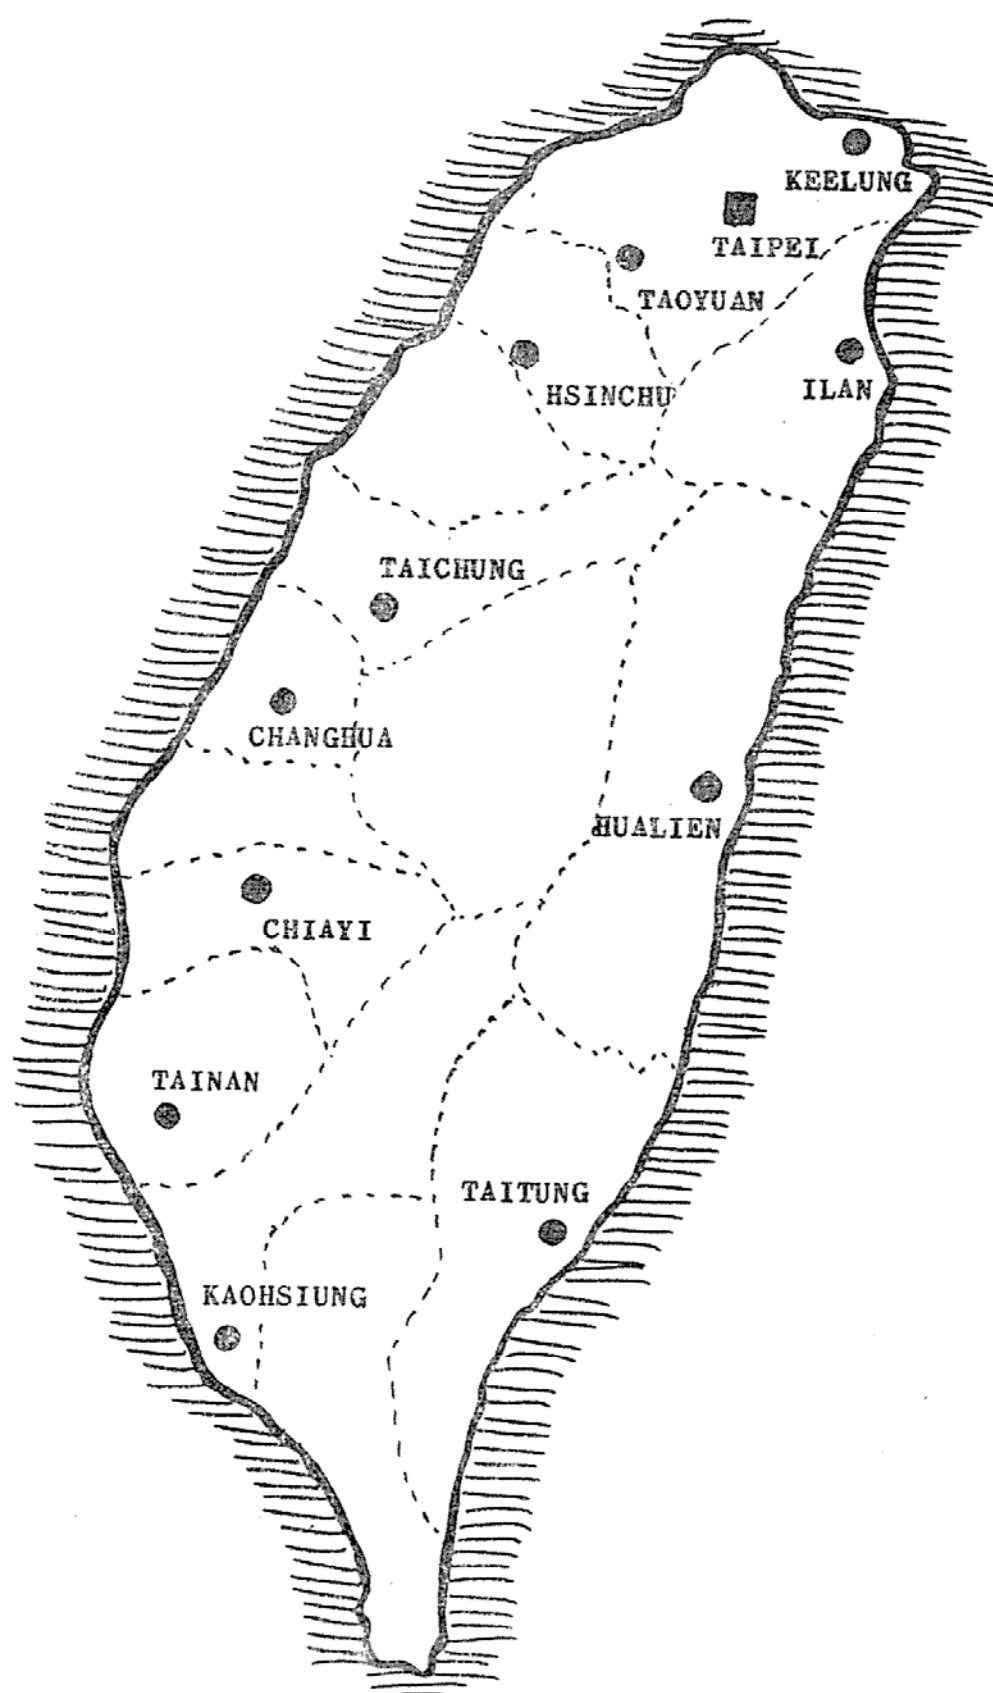 KEELUNG
TAIPEI
TAOYUAN
HSINCHU
ILAN
TAICHUNG
CHANGHUA
HUALIEN
CHIAYI
TAINAN
TAITUNG
KAOHSIUNG